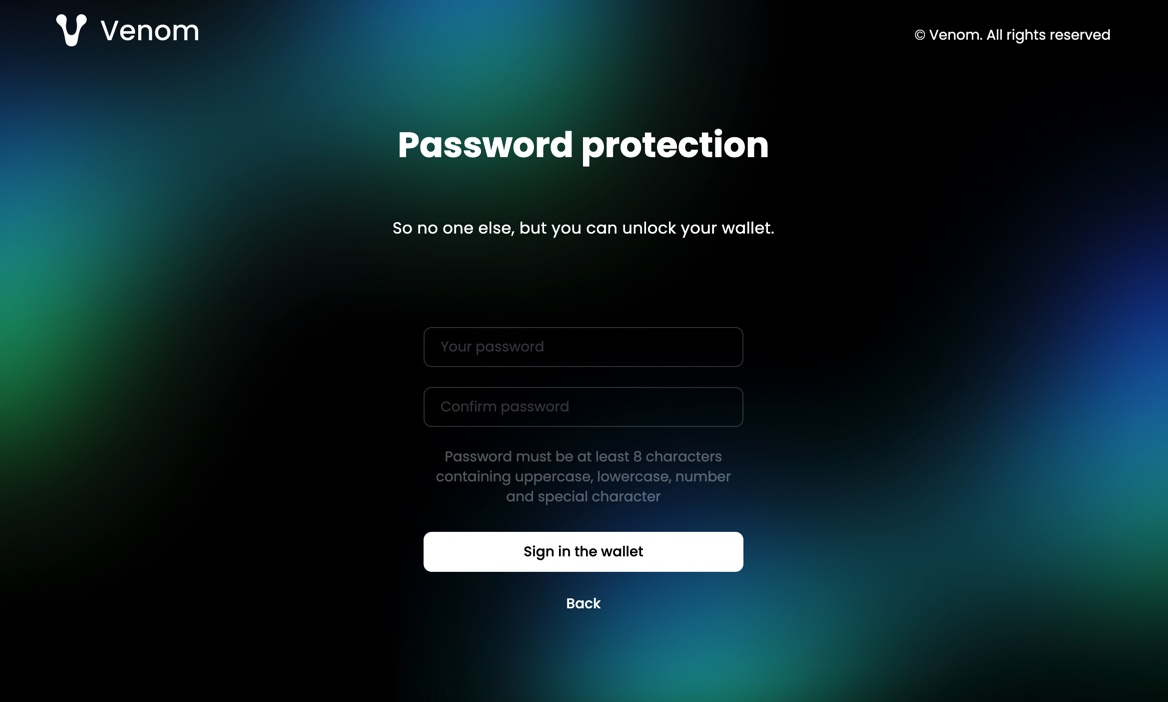 Venom
© Venom. All rights reserved
Password protection
So no one else, but you can unlock your wallet.
Your password
Confirm password
Password must be at least 8 characters
containing uppercase, lowercase, number
and special character
Sign in the wallet
Back